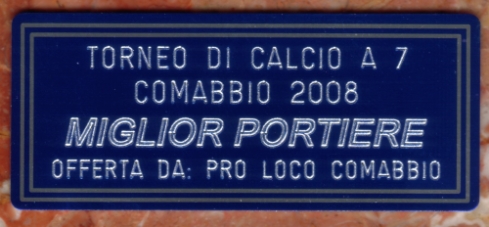 TORNEO DI CALCIO A 7
COMABBIO 2008
MIGLIOR PORTIERE
OFFERTA DA: PRO LOCO COMABBIO